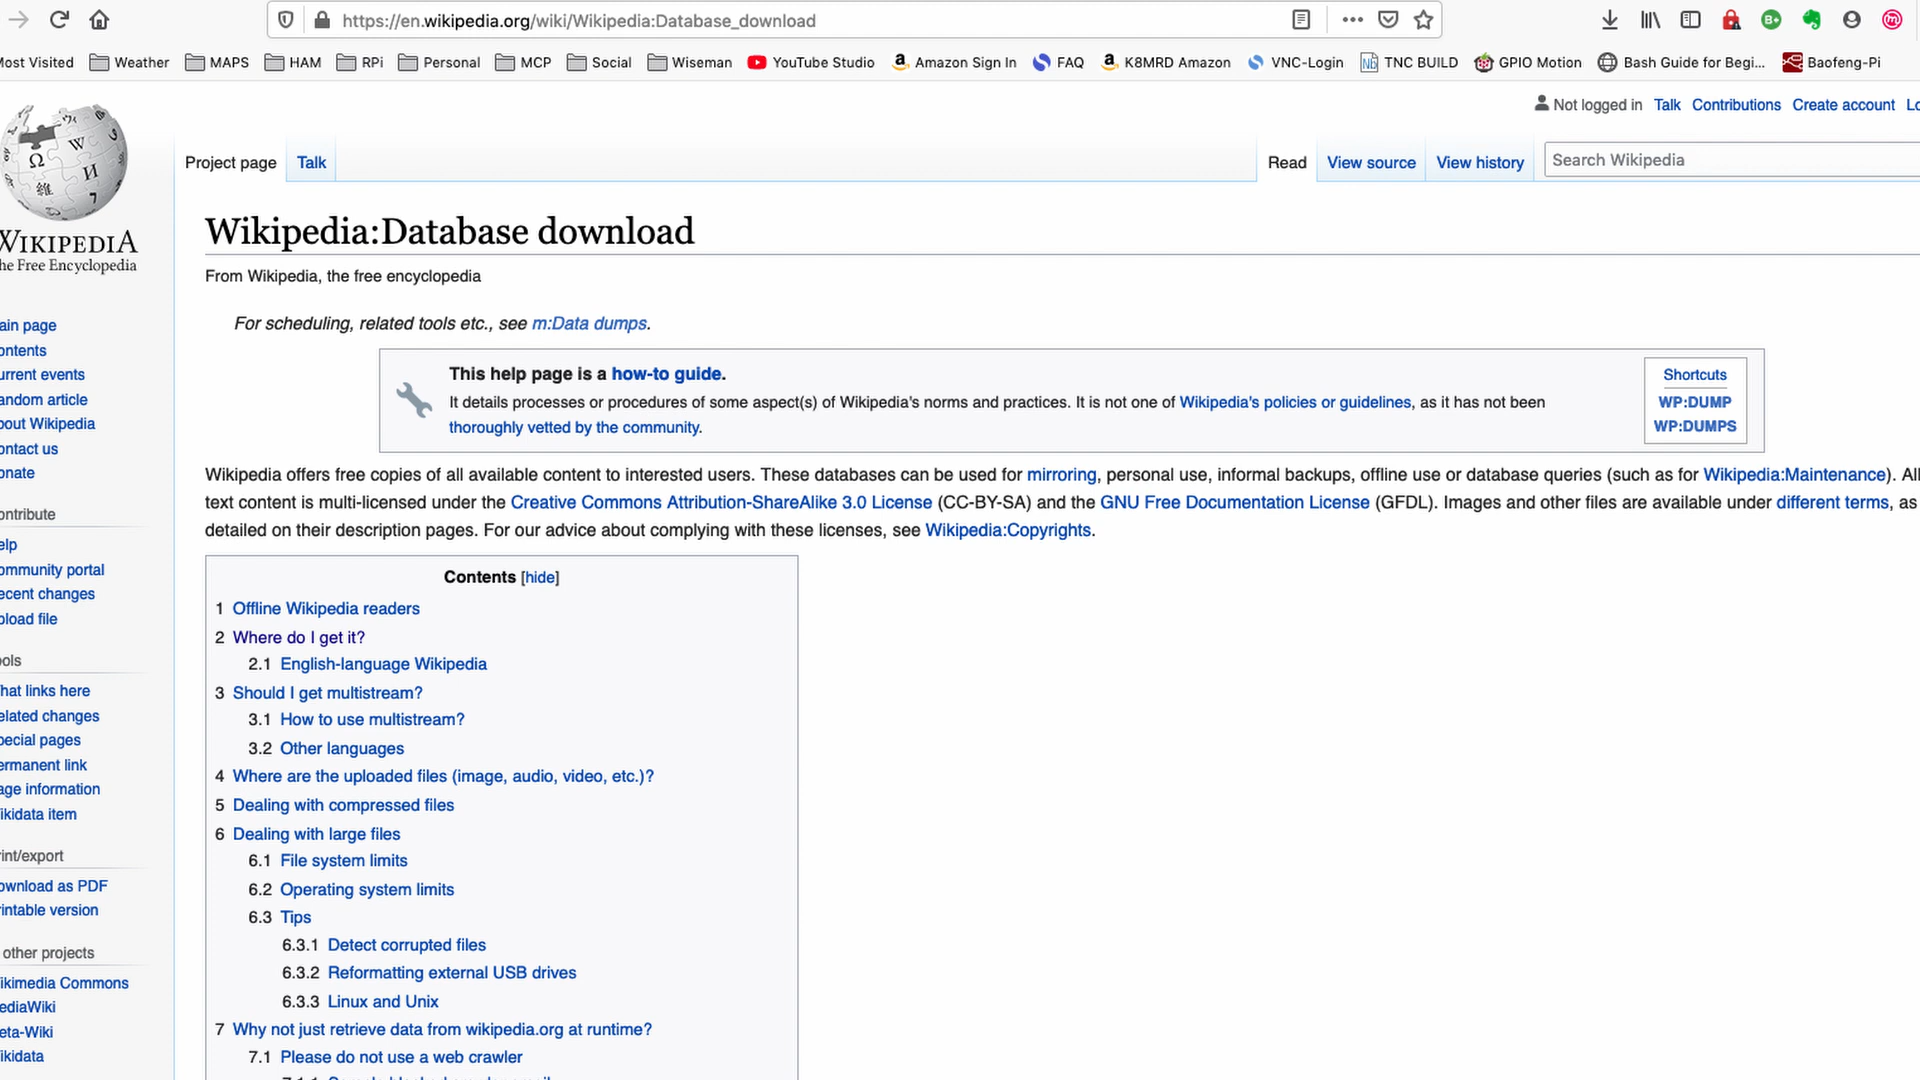 https://en.wikipedia.org/wiki/Wikipedia:Database_download
ost Visited Weather MAPS HAM RPi Personal MCP Social Wiseman YouTube Studio Amazon Sign In FAQ K8MRD Amazon VNC-Login TNC BUILD GPIO Motion Bash Guide for Begi... Baofeng-Pi
Not logged in Talk Contributions Create account Lo
Project page Talk Read View source View history Search Wikipedia
WIKIPEDIA
he Free Encyclopedia
ain page
ontents
urrent events
andom article
bout Wikipedia
ontact us
onate
ontribute
elp
ommunity portal
ecent changes
pload file
ools
hat links here
elated changes
pecial pages
ermanent link
age information
ikidata item
rint/export
ownload as PDF
rintable version
other projects
ikimedia Commons
ediaWiki
eta-Wiki
ikidata
Wikipedia:Database download
From Wikipedia, the free encyclopedia
For scheduling, related tools etc., see m:Data dumps.
This help page is a how-to guide.
It details processes or procedures of some aspect(s) of Wikipedia's norms and practices. It is not one of Wikipedia's policies or guidelines, as it has not been
thoroughly vetted by the community.
Shortcuts
WP:DUMP
WP:DUMPS
Wikipedia offers free copies of all available content to interested users. These databases can be used for mirroring, personal use, informal backups, offline use or database queries (such as for Wikipedia:Maintenance). All
text content is multi-licensed under the Creative Commons Attribution-ShareAlike 3.0 License (CC-BY-SA) and the GNU Free Documentation License (GFDL). Images and other files are available under different terms, as
detailed on their description pages. For our advice about complying with these licenses, see Wikipedia:Copyrights.
Contents [hide]
1 Offline Wikipedia readers
2 Where do I get it?
2.1 English-language Wikipedia
3 Should I get multistream?
3.1 How to use multistream?
3.2 Other languages
4 Where are the uploaded files (image, audio, video, etc.)?
5 Dealing with compressed files
6 Dealing with large files
6.1 File system limits
6.2 Operating system limits
6.3 Tips
6.3.1 Detect corrupted files
6.3.2 Reformatting external USB drives
6.3.3 Linux and Unix
7 Why not just retrieve data from wikipedia.org at runtime?
7.1 Please do not use a web crawler